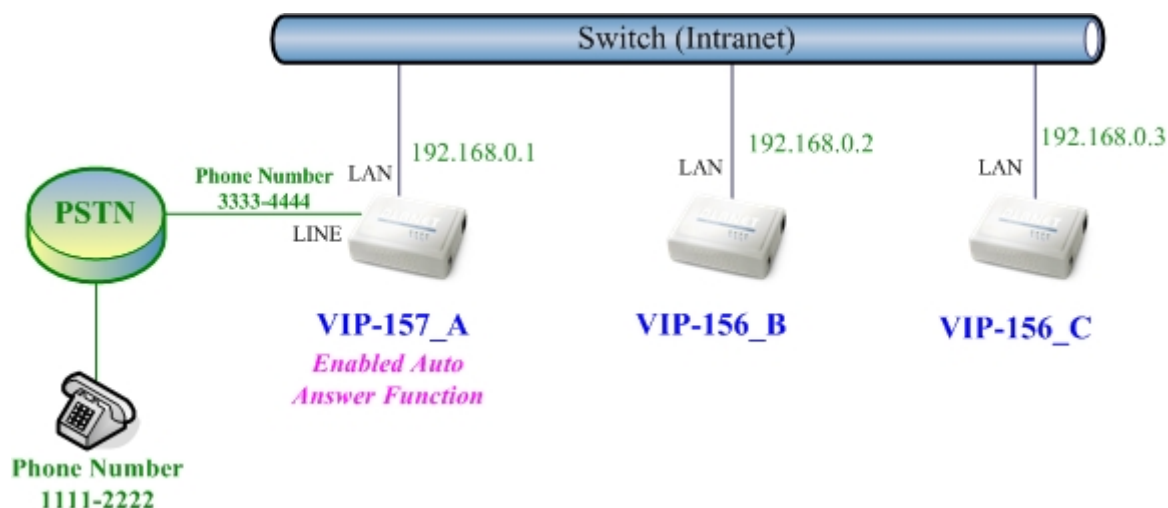 Switch (Intranet)
192.168.0.1
192.168.0.2
192.168.0.3
LAN
LAN
LAN
Phone Number
3333-4444
PSTN
LINE
VIP-157_A
Enabled Auto
Answer Function
VIP-156_B
VIP-156_C
Phone Number
1111-2222